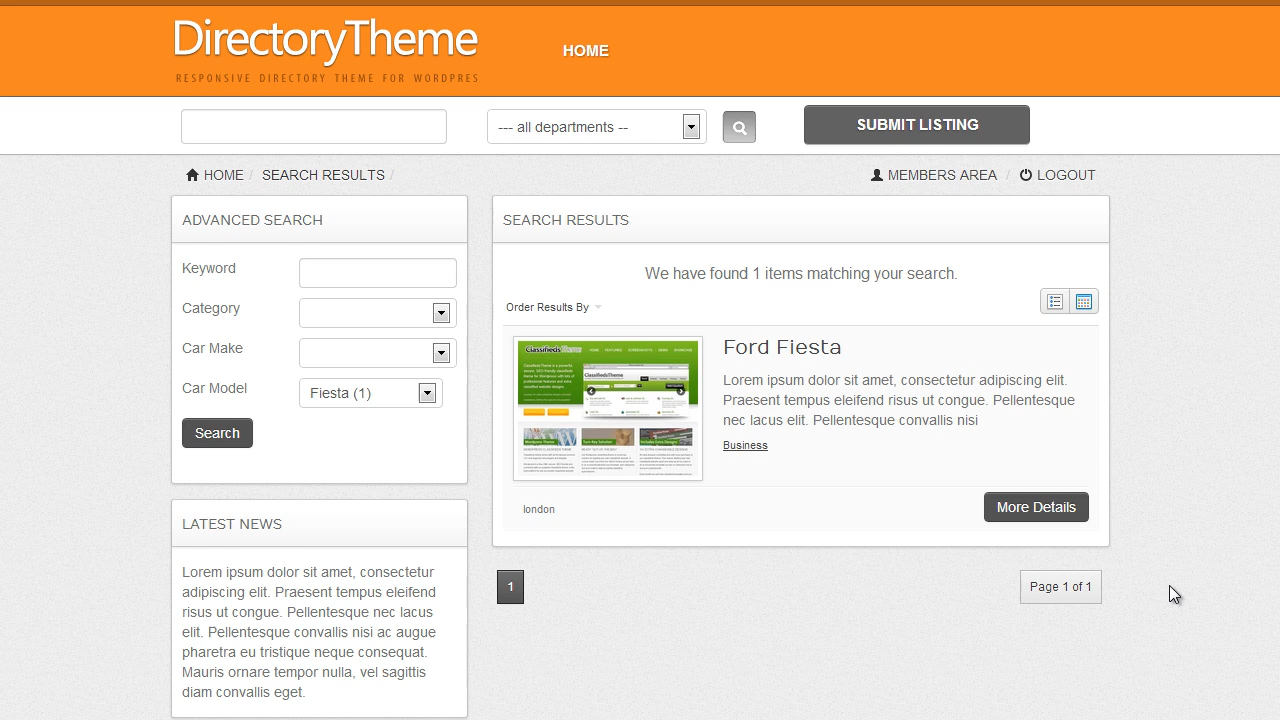 DirectoryTheme
RESPONSIVE DIRECTORY THEME FOR WORDPRES
HOME
--- all departments --
SUBMIT LISTING
HOME / SEARCH RESULTS /
MEMBERS AREA / LOGOUT
ADVANCED SEARCH
Keyword
Category
Car Make
Car Model
Fiesta (1)
Search
LATEST NEWS
Lorem ipsum dolor sit amet, consectetur
adipiscing elit. Praesent tempus eleifend
risus ut congue. Pellentesque nec lacus
elit. Pellentesque convallis nisi ac augue
pharetra eu tristique neque consequat.
Mauris ornare tempor nulla, vel sagittis
diam convallis eget.
SEARCH RESULTS
We have found 1 items matching your search.
Order Results By
ClassifiedsTheme
Ford Fiesta
Lorem ipsum dolor sit amet, consectetur adipiscing elit.
Praesent tempus eleifend risus ut congue. Pellentesque
nec lacus elit. Pellentesque convallis nisi
Business
london
More Details
1
Page 1 of 1